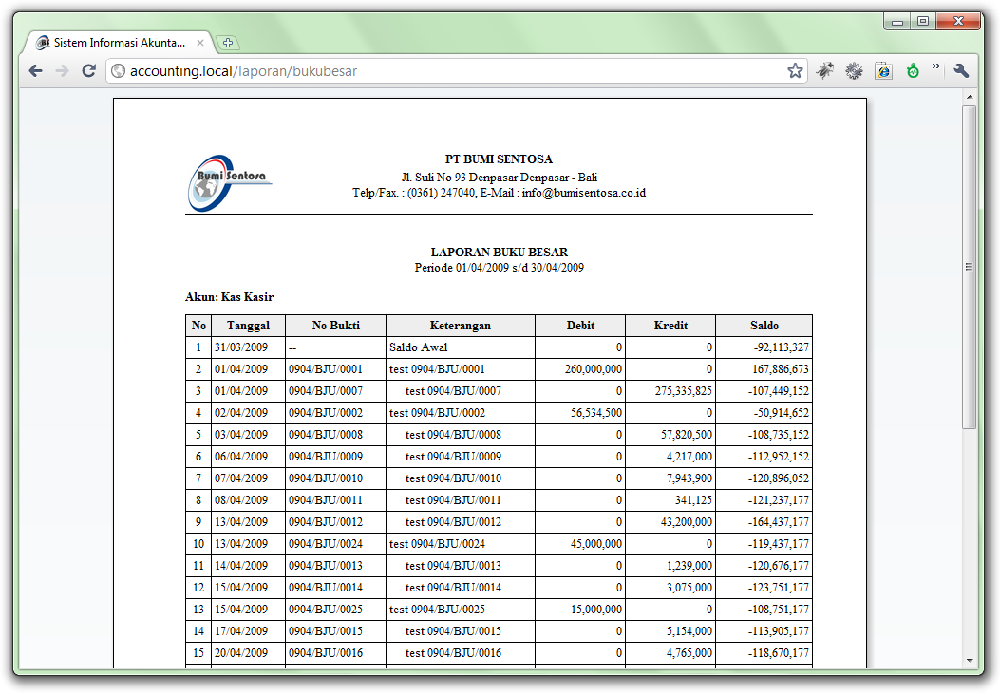 Sistem Informasi Akunta...
accounting.local/laporan/bukubesar
Bumi Sentosa
PT BUMI SENTOSA
Jl. Suli No 93 Denpasar Denpasar - Bali
Telp/Fax. : (0361) 247040, E-Mail : info@bumisentosa.co.id
LAPORAN BUKU BESAR
Periode 01/04/2009 s/d 30/04/2009
Akun: Kas Kasir
No Tanggal No Bukti Keterangan Debit Kredit Saldo
1 31/03/2009 -- Saldo Awal 0 0 -92,113,327
2 01/04/2009 0904/BJU/0001 test 0904/BJU/0001 260,000,000 0 167,886,673
3 01/04/2009 0904/BJU/0007 test 0904/BJU/0007 0 275,335,825 -107,449,152
4 02/04/2009 0904/BJU/0002 test 0904/BJU/0002 56,534,500 0 -50,914,652
5 03/04/2009 0904/BJU/0008 test 0904/BJU/0008 0 57,820,500 -108,735,152
6 06/04/2009 0904/BJU/0009 test 0904/BJU/0009 0 4,217,000 -112,952,152
7 07/04/2009 0904/BJU/0010 test 0904/BJU/0010 0 7,943,900 -120,896,052
8 08/04/2009 0904/BJU/0011 test 0904/BJU/0011 0 341,125 -121,237,177
9 13/04/2009 0904/BJU/0012 test 0904/BJU/0012 0 43,200,000 -164,437,177
10 13/04/2009 0904/BJU/0024 test 0904/BJU/0024 45,000,000 0 -119,437,177
11 14/04/2009 0904/BJU/0013 test 0904/BJU/0013 0 1,239,000 -120,676,177
12 15/04/2009 0904/BJU/0014 test 0904/BJU/0014 0 3,075,000 -123,751,177
13 15/04/2009 0904/BJU/0025 test 0904/BJU/0025 15,000,000 0 -108,751,177
14 17/04/2009 0904/BJU/0015 test 0904/BJU/0015 0 5,154,000 -113,905,177
15 20/04/2009 0904/BJU/0016 test 0904/BJU/0016 0 4,765,000 -118,670,177